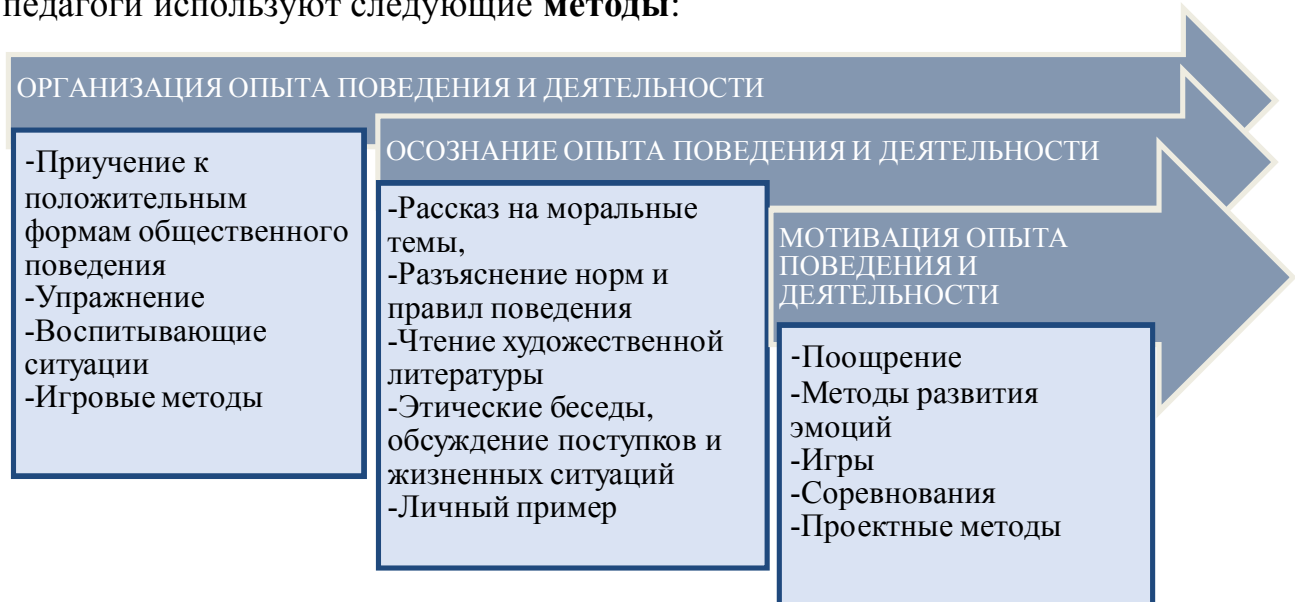 педагоги используют следующие методы:
ОРГАНИЗАЦИЯ ОПЫТА ПОВЕДЕНИЯ И ДЕЯТЕЛЬНОСТИ
-Приучение к
положительным
формам общественного
поведения
-Упражнение
-Воспитывающие
ситуации
-Игровые методы
ОСОЗНАНИЕ ОПЫТА ПОВЕДЕНИЯ И ДЕЯТЕЛЬНОСТИ
-Рассказ на моральные
темы,
-Разъяснение норм и
правил поведения
-Чтение художественной
литературы
-Этические беседы,
обсуждение поступков и
жизненных ситуаций
-Личный пример
МОТИВАЦИЯ ОПЫТА
ПОВЕДЕНИЯ И
ДЕЯТЕЛЬНОСТИ
-Поощрение
-Методы развития
эмоций
-Игры
-Соревнования
-Проектные методы